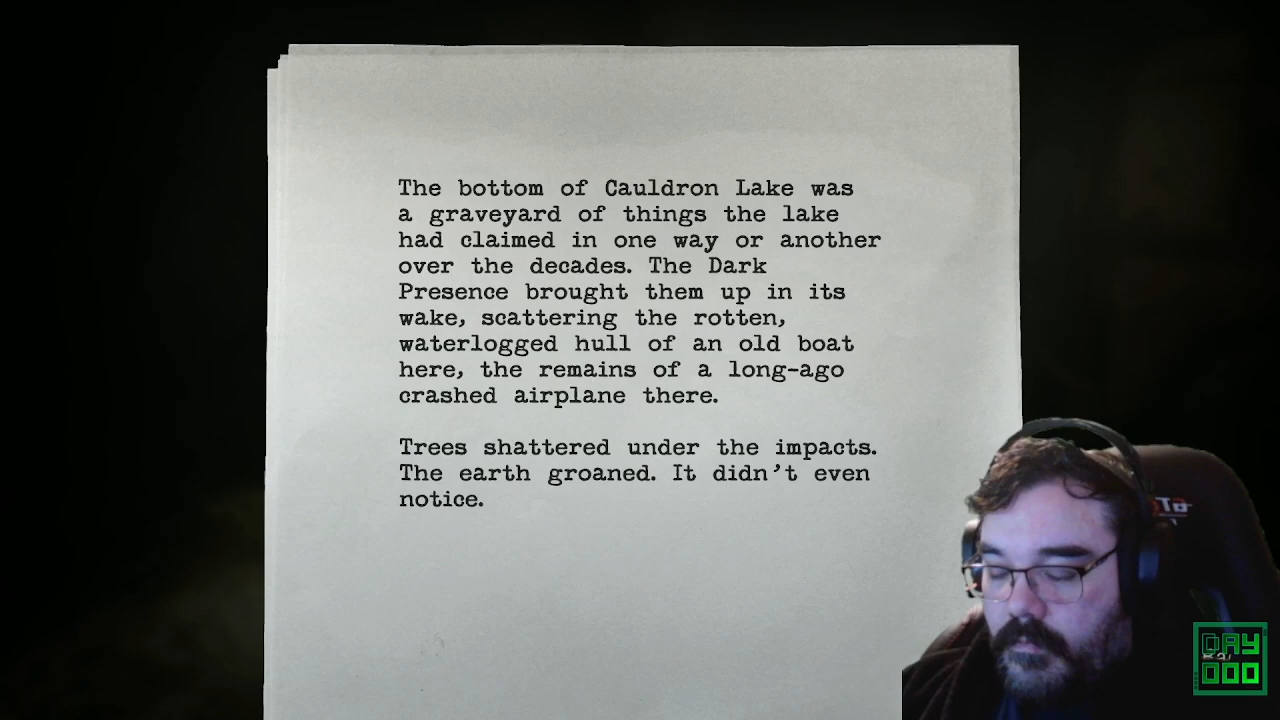 The bottom of Cauldron Lake was
a graveyard of things the lake
had claimed in one way or another
over the decades. The Dark
Presence brought them up in its
wake, scattering the rotten,
waterlogged hull of an old boat
here, the remains of a long-ago
crashed airplane there.
Trees shattered under the impacts.
The earth groaned. It didn't even
notice.
DAY
000